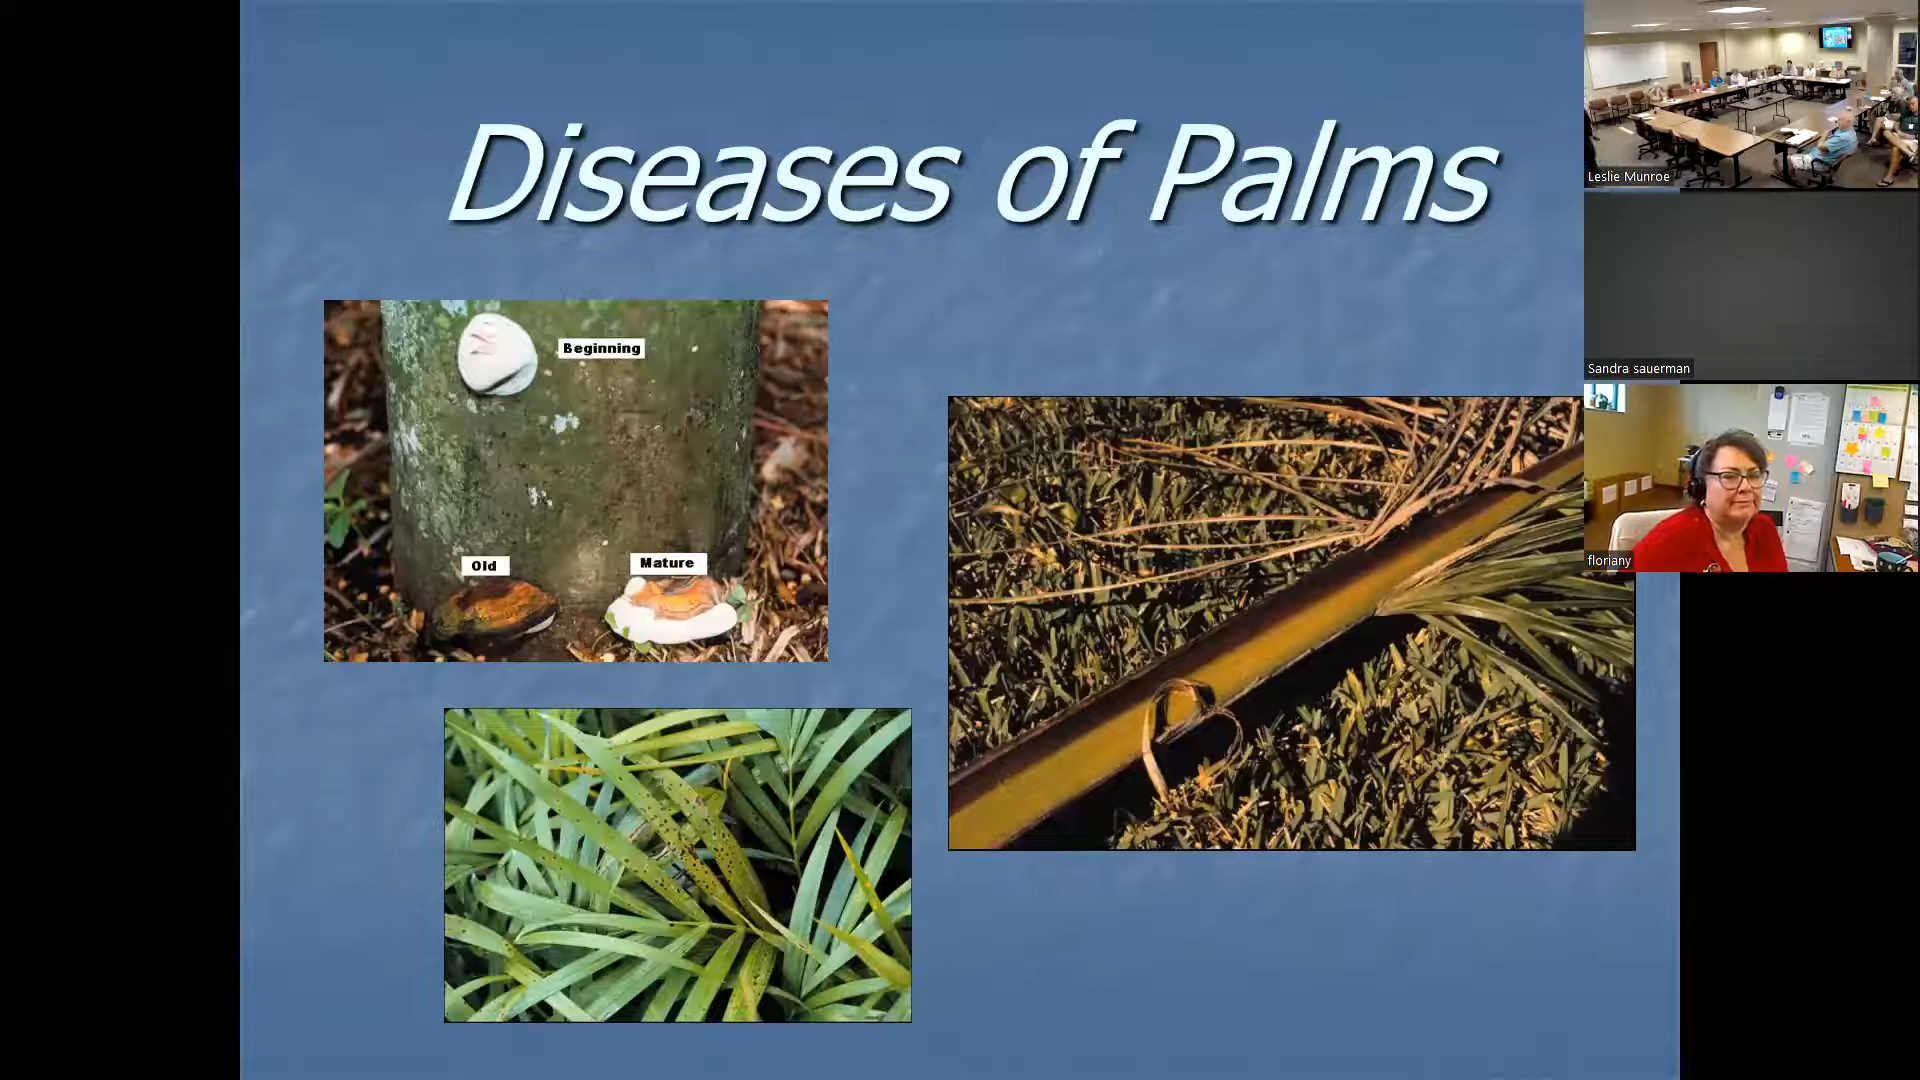 Diseases of Palms
Beginning
Old
Mature
Leslie Munroe
Sandra sauerman
floriany